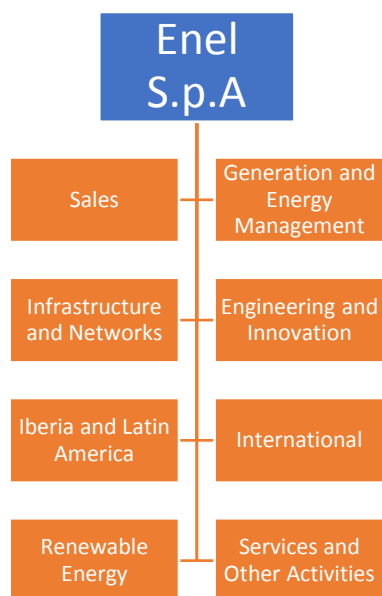 Enel
S.p.A
Sales
Generation and
Energy
Management
Infrastructure
and Networks
Engineering and
Innovation
Iberia and Latin
America
International
Renewable
Energy
Services and
Other Activities